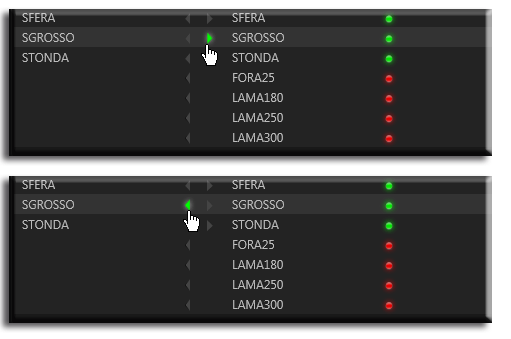 SFERA SFERA
SGROSSO SGROSSO
STONDA STONDA
FORA25
LAMA180
LAMA250
LAMA300
SFERA SFERA
SGROSSO SGROSSO
STONDA STONDA
FORA25
LAMA180
LAMA250
LAMA300